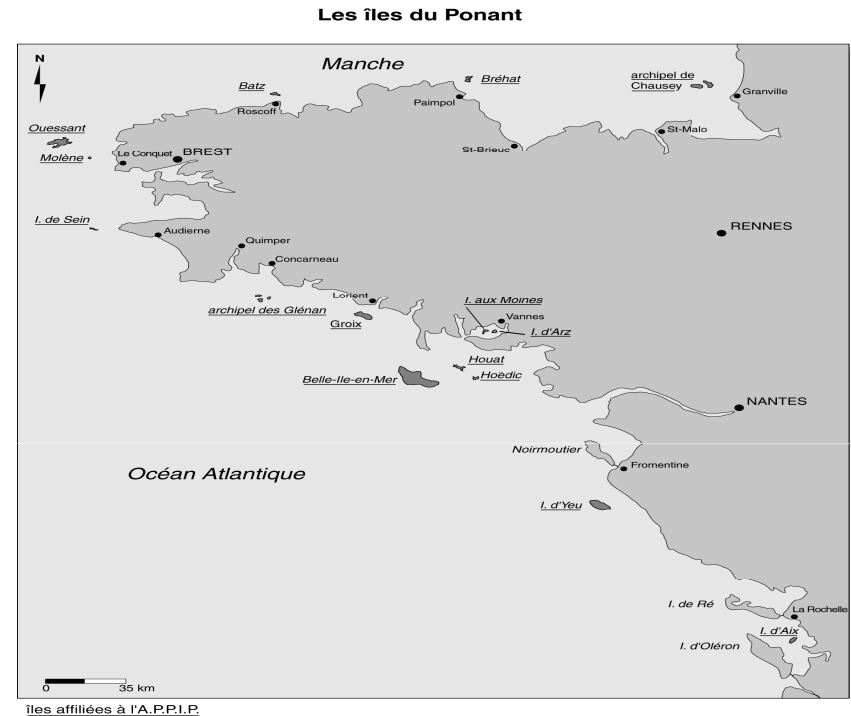 Les îles du Ponant
N
Manche
Bréhat
archipel de
Chausey
Granville
Batz
Roscoff
Paimpol
Ouessant
Molène
Le Conquet
BREST
St-Brieuc
St-Malo
I. de Sein
Audierne
RENNES
Quimper
Concarneau
archipel des Glénan
Lorient
Groix
I. aux Moines
Vannes
I. d'Arz
Houat
Hoëdic
Belle-Ile-en-Mer
NANTES
Noirmoutier
Fromentine
Océan Atlantique
I. d'Yeu
I. de Ré
La Rochelle
I. d'Aix
I. d'Oléron
0 35 km
îles affiliées à l'A.P.P.I.P.